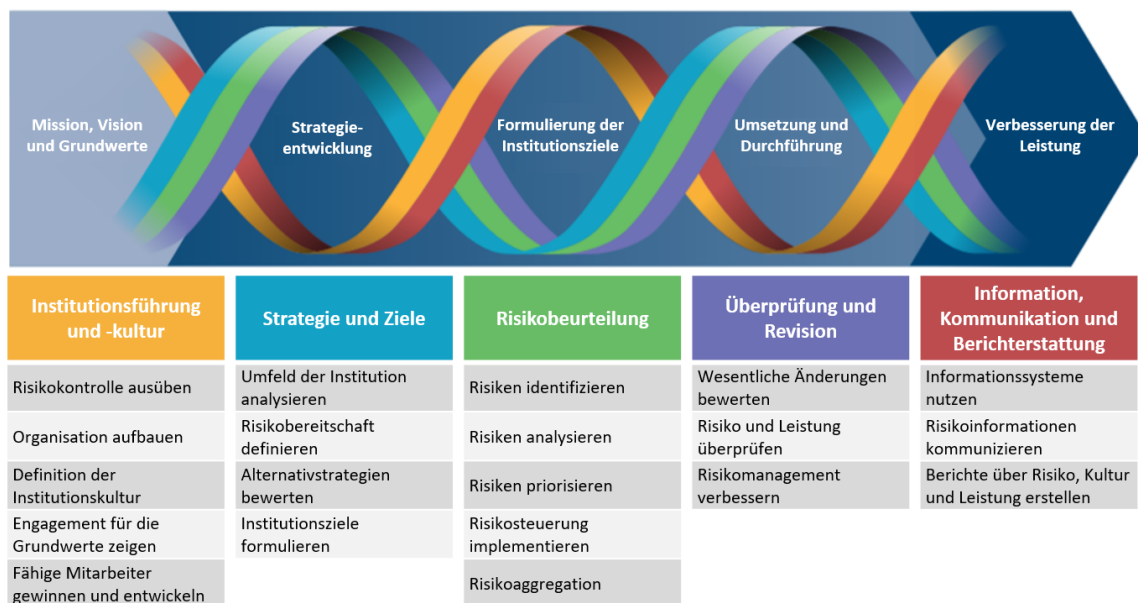 Mission, Vision
und Grundwerte
Strategie-
entwicklung
Formulierung der
Institutionsziele
Umsetzung und
Durchführung
Verbesserung der
Leistung
Institutionsführung
und -kultur
Risikokontrolle ausüben
Organisation aufbauen
Definition der
Institutionskultur
Engagement für die
Grundwerte zeigen
Fähige Mitarbeiter
gewinnen und entwickeln
Strategie und Ziele
Umfeld der Institution
analysieren
Risikobereitschaft
definieren
Alternativstrategien
bewerten
Institutionsziele
formulieren
Risikobeurteilung
Risiken identifizieren
Risiken analysieren
Risiken priorisieren
Risikosteuerung
implementieren
Risikoaggregation
Überprüfung und
Revision
Wesentliche Änderungen
bewerten
Risiko und Leistung
überprüfen
Risikomanagement
verbessern
Information,
Kommunikation und
Berichterstattung
Informationssysteme
nutzen
Risikoinformationen
kommunizieren
Berichte über Risiko, Kultur
und Leistung erstellen